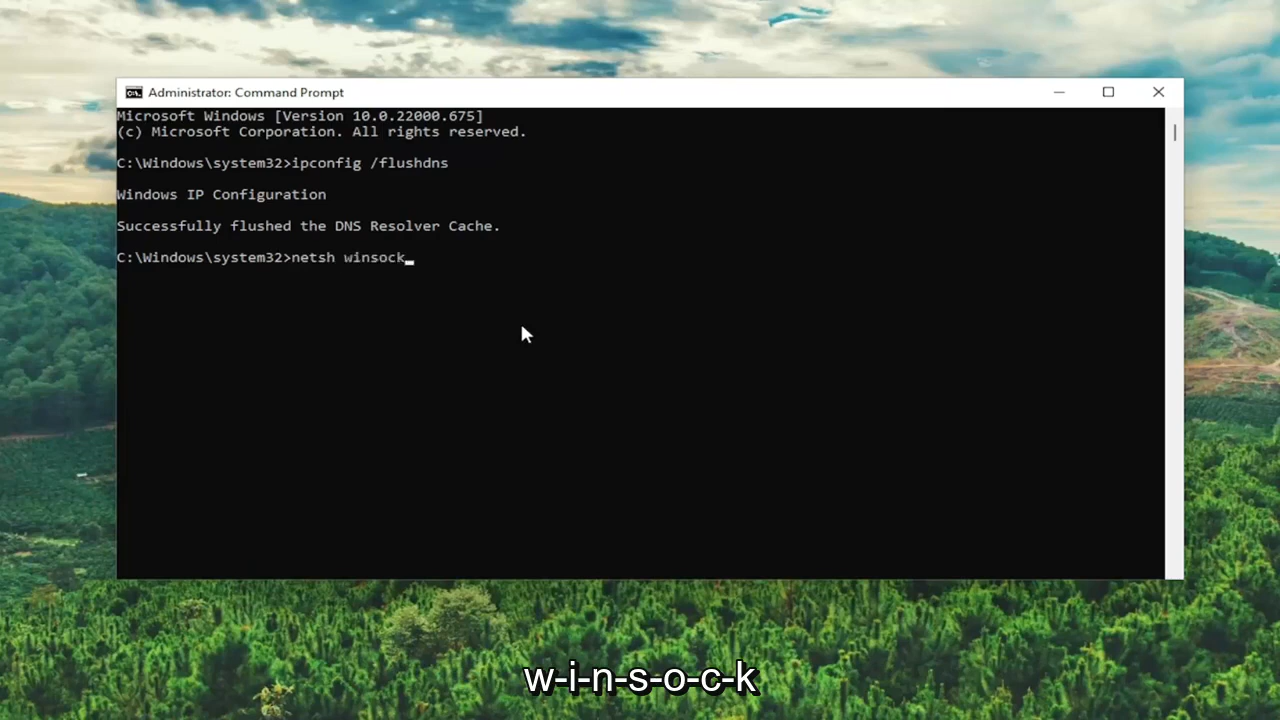 Administrator: Command Prompt
Microsoft Windows [Version 10.0.22000.675]
(c) Microsoft Corporation. All rights reserved.
C:\Windows\system32>ipconfig /flushdns
Windows IP Configuration
Successfully flushed the DNS Resolver Cache.
C:\Windows\system32>netsh winsock
w-i-n-s-o-c-k